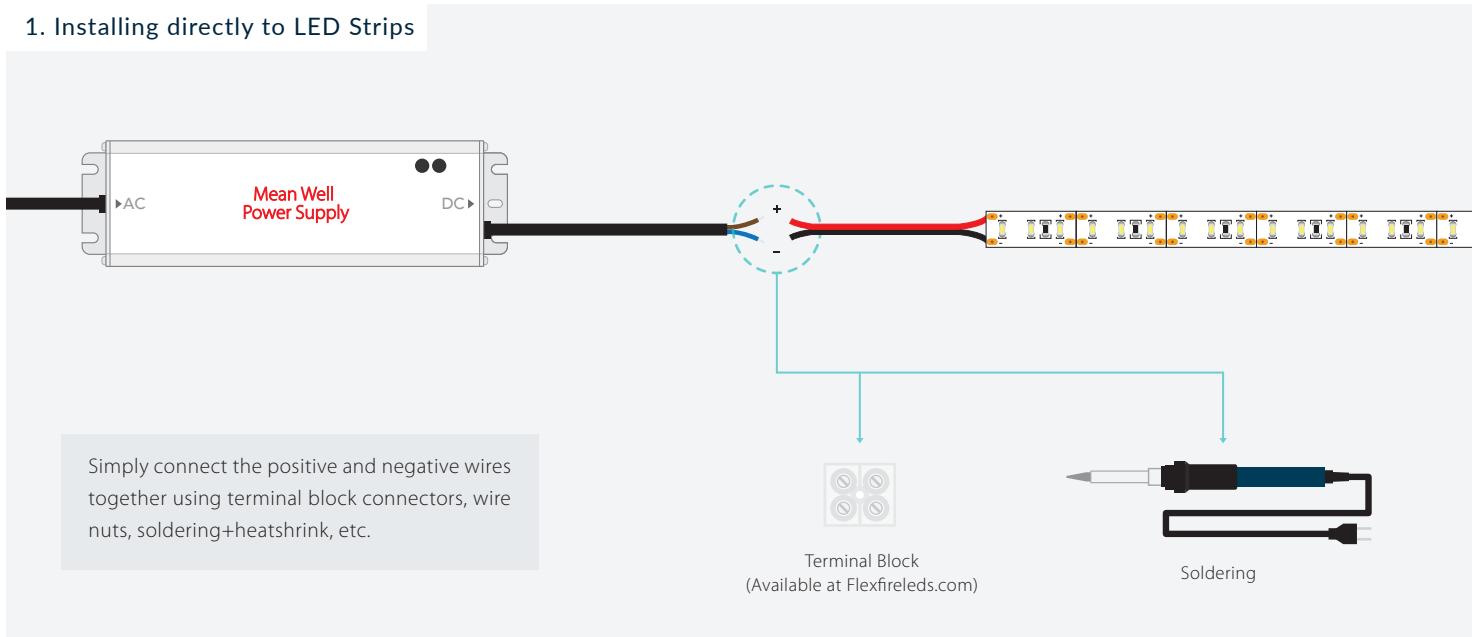 1. Installing directly to LED Strips
Mean Well
Power Supply
AC
DC
+
-
Simply connect the positive and negative wires
together using terminal block connectors, wire
nuts, soldering+heatshrink, etc.
Terminal Block
(Available at Flexfireleds.com)
Soldering